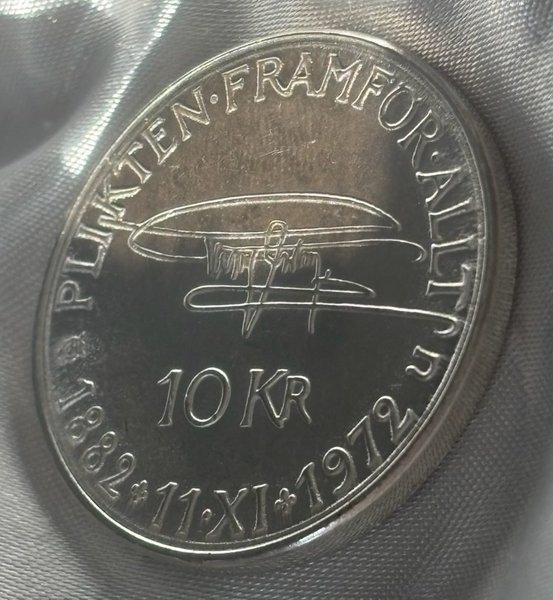 PLIKTEN · FRAMFÖR · ALLT
10 KR
U
1882 * 11 · XI * 1972